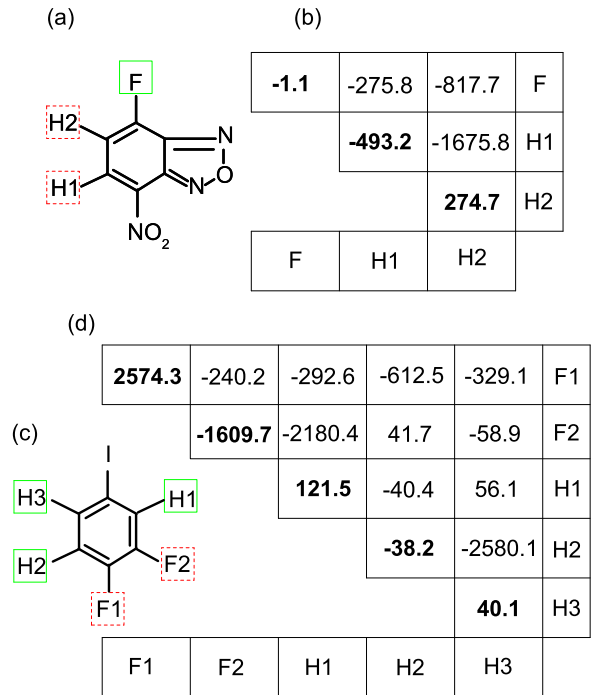 (a)
F
H2
H1
N
O
N
NO2
(b)
-1.1 -275.8 -817.7 F
-493.2 -1675.8 H1
274.7 H2
F H1 H2
(c)
I
H3
H1
H2
F2
F1
(d)
2574.3 -240.2 -292.6 -612.5 -329.1 F1
-1609.7 -2180.4 41.7 -58.9 F2
121.5 -40.4 56.1 H1
-38.2 -2580.1 H2
40.1 H3
F1 F2 H1 H2 H3